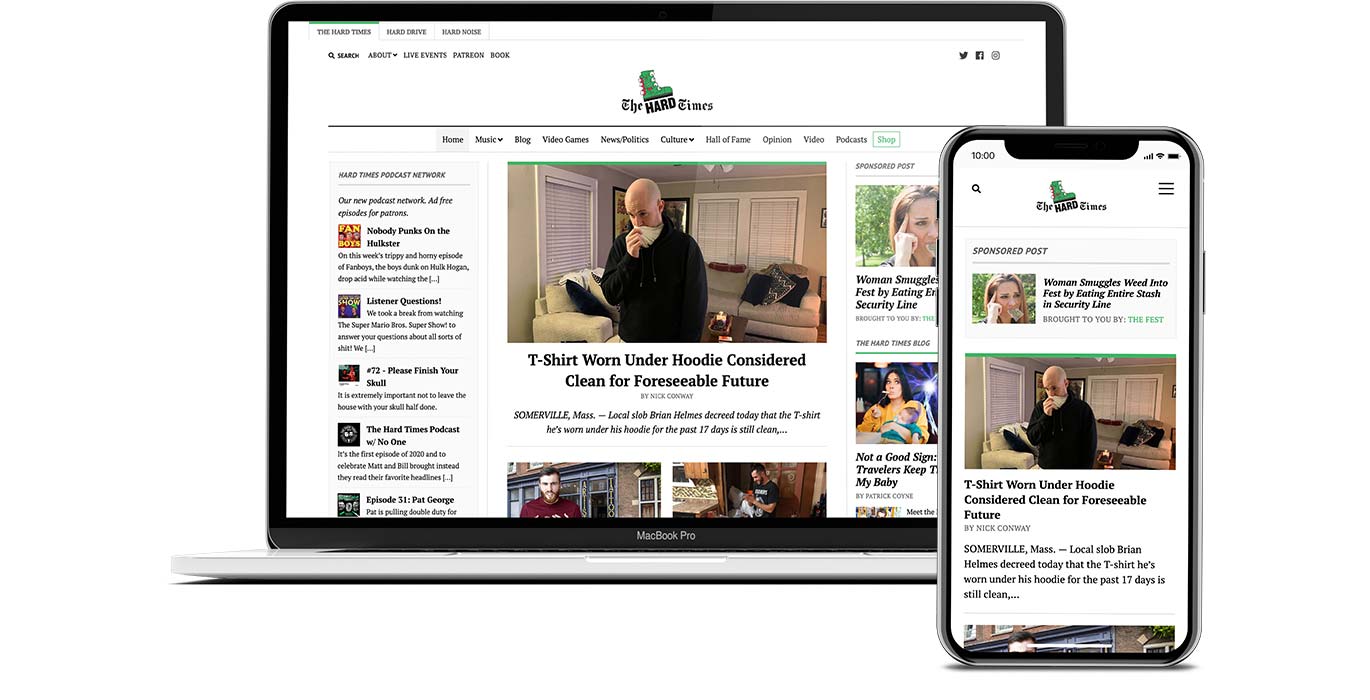 THE HARD TIMES
HARD DRIVE
HARD NOISE
SEARCH
ABOUT
LIVE EVENTS
PATREON
BOOK
The HARD Times
Home
Music
Blog
Video Games
News/Politics
Culture
Hall of Fame
Opinion
Video
Podcasts
Shop
HARD TIMES PODCAST NETWORK
Our new podcast network. Ad free
episodes for patrons.
FAN
BOYS
Nobody Punks On the
Hulkster
On this week's trippy and horny episode
of Fanboys, the boys dunk on Hulk Hogan,
drop acid while watching the [...]
SHOW
Listener Questions!
We took a break from watching
The Super Mario Bros. Super Show! to
answer your questions about all sorts of
shit! We [...]
#72 - Please Finish Your
Skull
It is extremely important not to leave the
house with your skull half done.
The Hard Times Podcast
w/ No One
It's the first episode of 2020 and to
celebrate Matt and Bill brought instead
they read their favorite headlines [...]
Episode 31: Pat George
Pat is pulling double duty for
T-Shirt Worn Under Hoodie Considered
Clean for Foreseeable Future
BY NICK CONWAY
SOMERVILLE, Mass. — Local slob Brian Helmes decreed today that the T-shirt
he's worn under his hoodie for the past 17 days is still clean,...
SPONSORED POST
Woman Smuggles
Fest by Eating En
Security Line
BROUGHT TO YOU BY: THE
THE HARD TIMES BLOG
Not a Good Sign:
Travelers Keep T
My Baby
BY PATRICK COYNE
Meet the
MacBook Pro
10:00
The HARD Times
SPONSORED POST
Woman Smuggles Weed Into
Fest by Eating Entire Stash
in Security Line
BROUGHT TO YOU BY: THE FEST
T-Shirt Worn Under Hoodie
Considered Clean for Foreseeable
Future
BY NICK CONWAY
SOMERVILLE, Mass. — Local slob Brian
Helmes decreed today that the T-shirt he's
worn under his hoodie for the past 17 days is
still clean,...